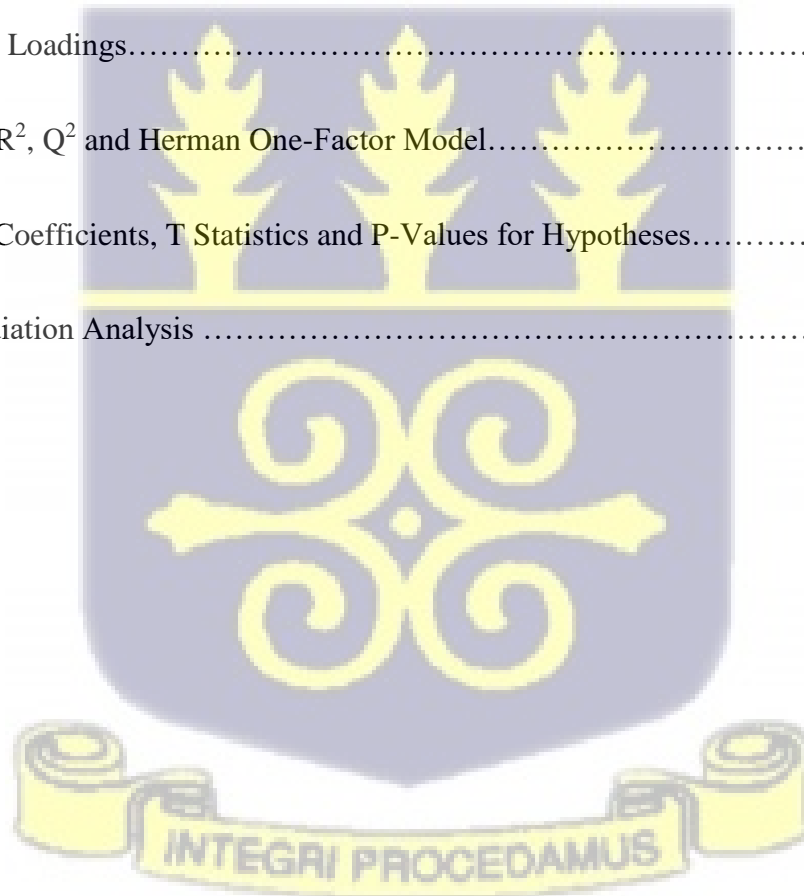 Loadings……………………………………………………………………
R², Q² and Herman One-Factor Model…………………………………
Coefficients, T Statistics and P-Values for Hypotheses…………
iation Analysis ……………………………………………………………
INTEGRI PROCEDAMUS